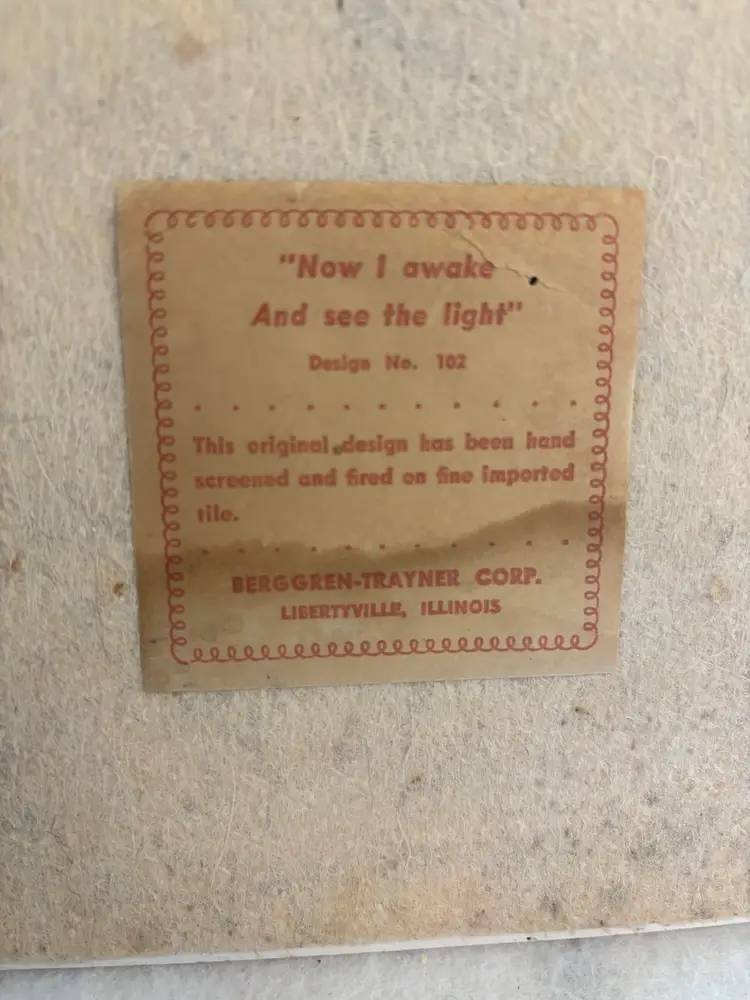 "Now I awake
And see the light"
Design No. 102
This original design has been hand
screened and fired on fine imported
tile.
BERGGREN-TRAYNER CORP.
LIBERTYVILLE, ILLINOIS